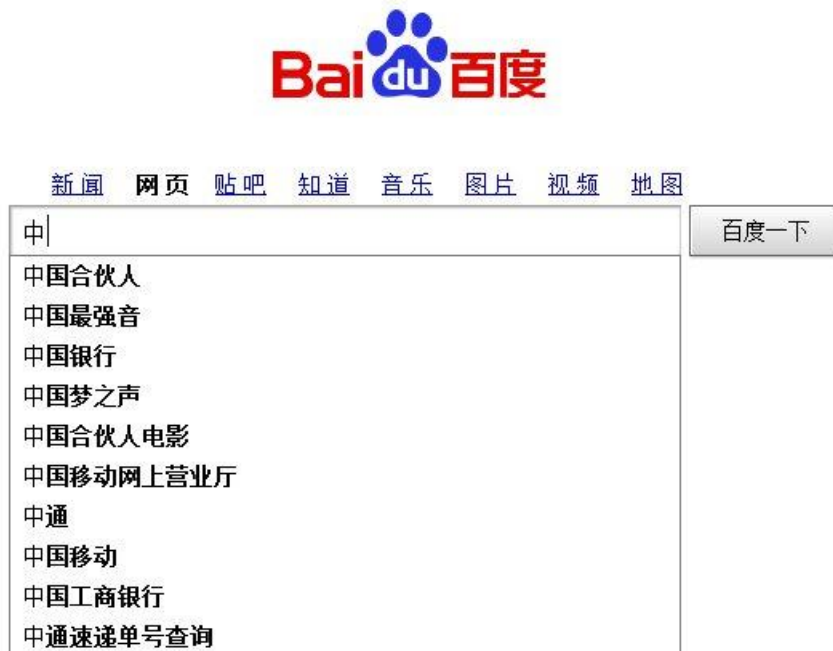 Bai du 百度
新闻 网页 贴吧 知道 音乐 图片 视频 地图
中 百度一下
中国合伙人
中国最强音
中国银行
中国梦之声
中国合伙人电影
中国移动网上营业厅
中通
中国移动
中国工商银行
中通速递单号查询